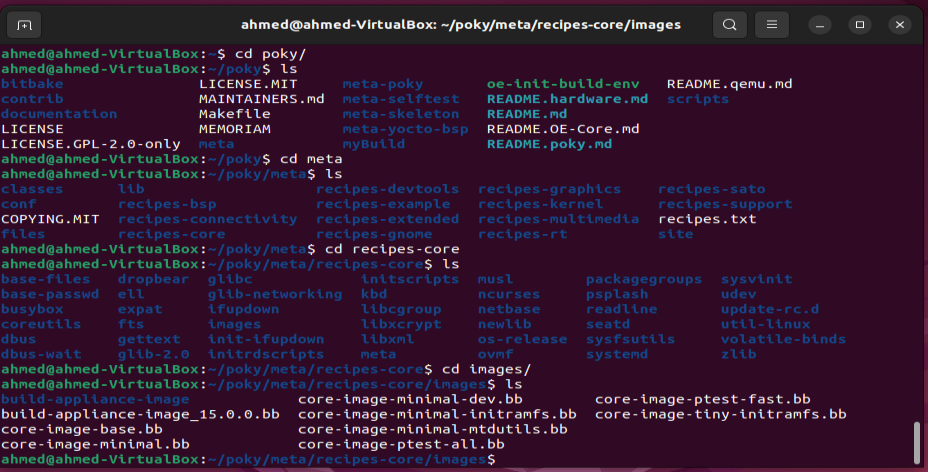 ahmed@ahmed-VirtualBox: ~/poky/meta/recipes-core/images
ahmed@ahmed-VirtualBox:~$ cd poky/
ahmed@ahmed-VirtualBox:~/poky$ ls
bitbake LICENSE.MIT meta-poky oe-init-build-env README.qemu.md
contrib MAINTAINERS.md meta-selftest README.hardware.md scripts
documentation Makefile meta-skeleton README.md
LICENSE MEMORIAM meta-yocto-bsp README.OE-Core.md
LICENSE.GPL-2.0-only meta myBuild README.poky.md
ahmed@ahmed-VirtualBox:~/poky$ cd meta
ahmed@ahmed-VirtualBox:~/poky/meta$ ls
classes lib recipes-devtools recipes-graphics recipes-sato
conf recipes-bsp recipes-example recipes-kernel recipes-support
COPYING.MIT recipes-connectivity recipes-extended recipes-multimedia recipes.txt
files recipes-core recipes-gnome recipes-rt site
ahmed@ahmed-VirtualBox:~/poky/meta$ cd recipes-core
ahmed@ahmed-VirtualBox:~/poky/meta/recipes-core$ ls
base-files dropbear glibc initscripts musl packagegroups sysvinit
base-passwd ell glib-networking kbd ncurses psplash udev
busybox expat ifupdown libcgroup netbase readline update-rc.d
coreutils fts images libxcrypt newlib seatd util-linux
dbus gettext init-ifupdown libxml os-release sysfsutils volatile-binds
dbus-wait glib-2.0 initrdscripts meta ovmf systemd zlib
ahmed@ahmed-VirtualBox:~/poky/meta/recipes-core$ cd images/
ahmed@ahmed-VirtualBox:~/poky/meta/recipes-core/images$ ls
build-appliance-image core-image-minimal-dev.bb core-image-ptest-fast.bb
build-appliance-image_15.0.0.bb core-image-minimal-initramfs.bb core-image-tiny-initramfs.bb
core-image-base.bb core-image-minimal-mtdutils.bb
core-image-minimal.bb core-image-ptest-all.bb
ahmed@ahmed-VirtualBox:~/poky/meta/recipes-core/images$